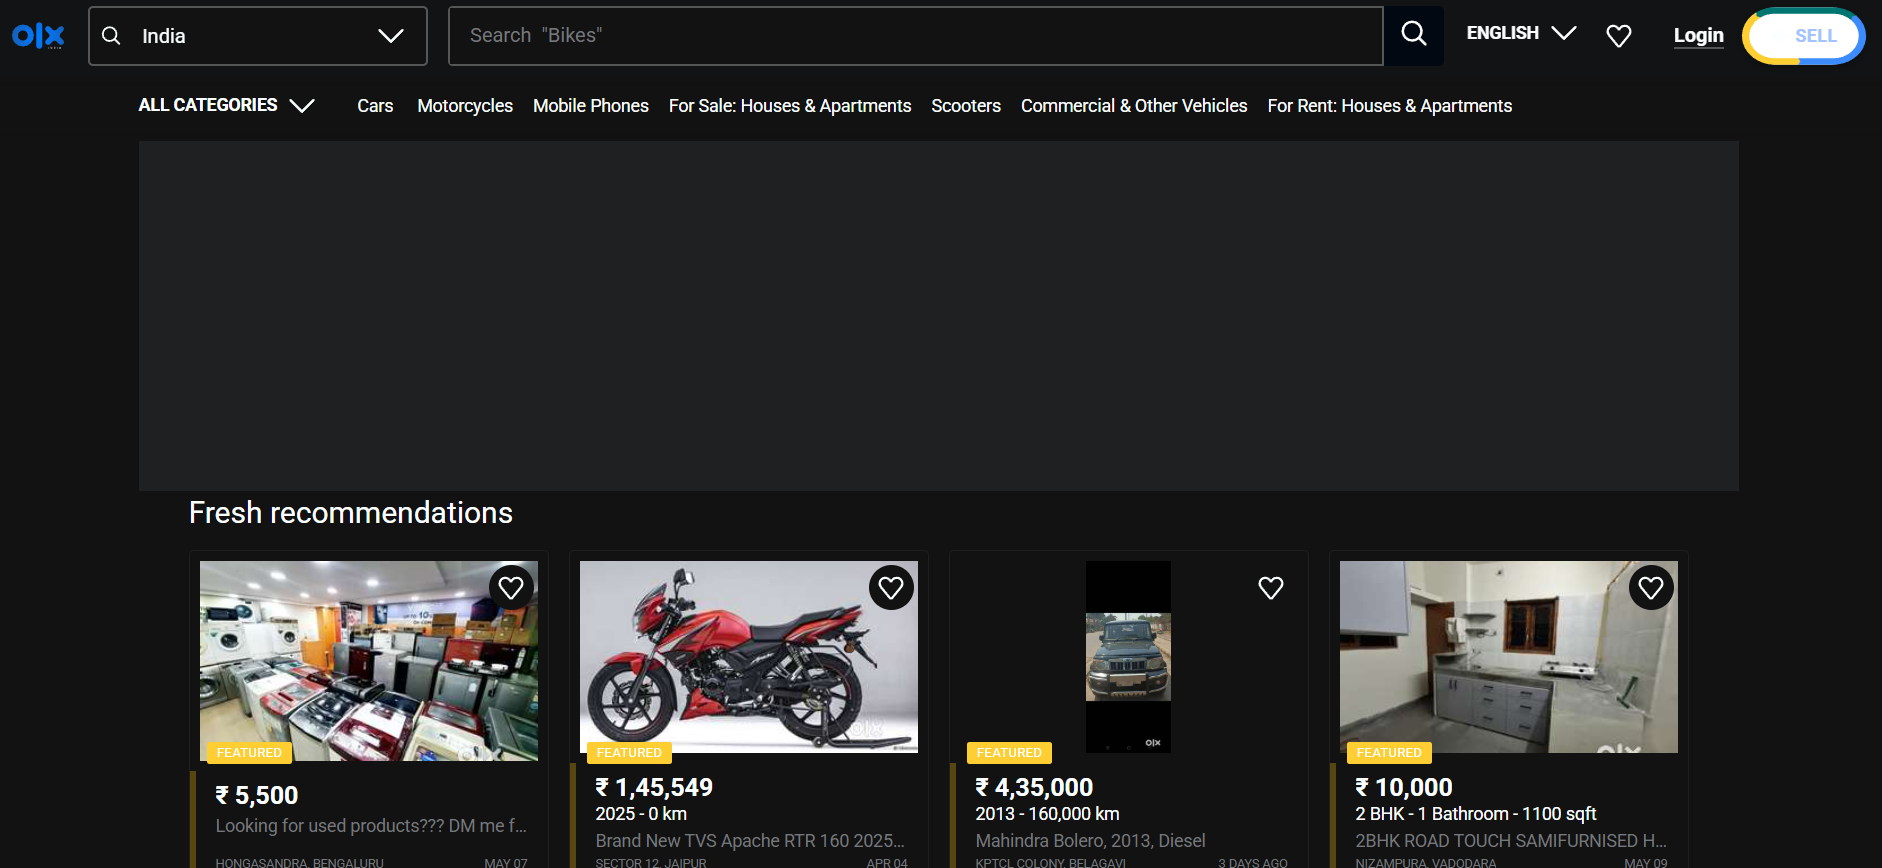 olx
INDIA
India
Search "Bikes"
ENGLISH
Login
SELL
ALL CATEGORIES
Cars
Motorcycles
Mobile Phones
For Sale: Houses & Apartments
Scooters
Commercial & Other Vehicles
For Rent: Houses & Apartments
Fresh recommendations
FEATURED
₹ 5,500
Looking for used products??? DM me f...
HONGASANDRA, BENGALURU
MAY 07
olx
FEATURED
₹ 1,45,549
2025 - 0 km
Brand New TVS Apache RTR 160 2025...
SECTOR 12, JAIPUR
APR 04
olx
FEATURED
₹ 4,35,000
2013 - 160,000 km
Mahindra Bolero, 2013, Diesel
KPTCL COLONY, BELAGAVI
3 DAYS AGO
olx
FEATURED
₹ 10,000
2 BHK - 1 Bathroom - 1100 sqft
2BHK ROAD TOUCH SAMIFURNISED H...
NIZAMPURA, VADODARA
MAY 09